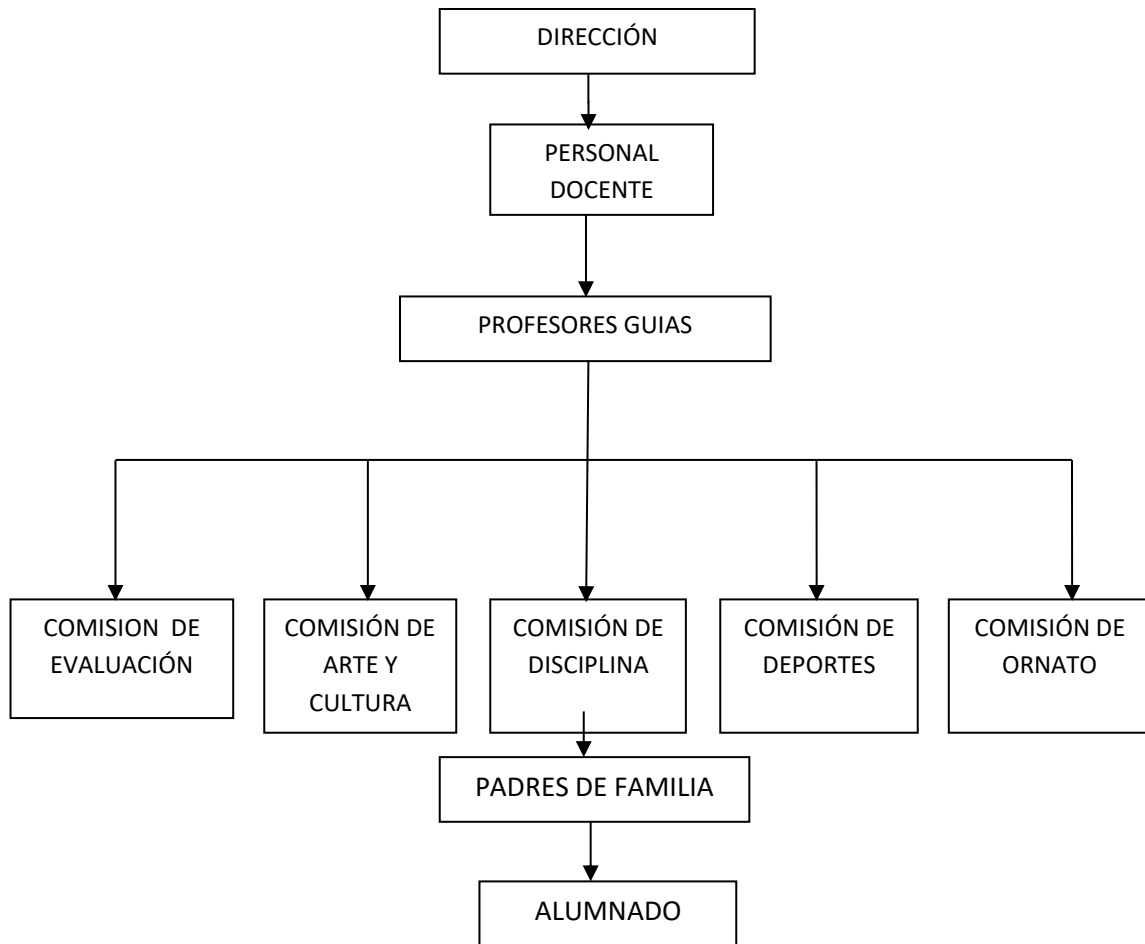 DIRECCIÓN
PERSONAL
DOCENTE
PROFESORES GUIAS
COMISION DE
EVALUACIÓN
COMISIÓN DE
ARTE Y
CULTURA
COMISIÓN DE
DISCIPLINA
COMISIÓN DE
DEPORTES
COMISIÓN DE
ORNATO
PADRES DE FAMILIA
ALUMNADO